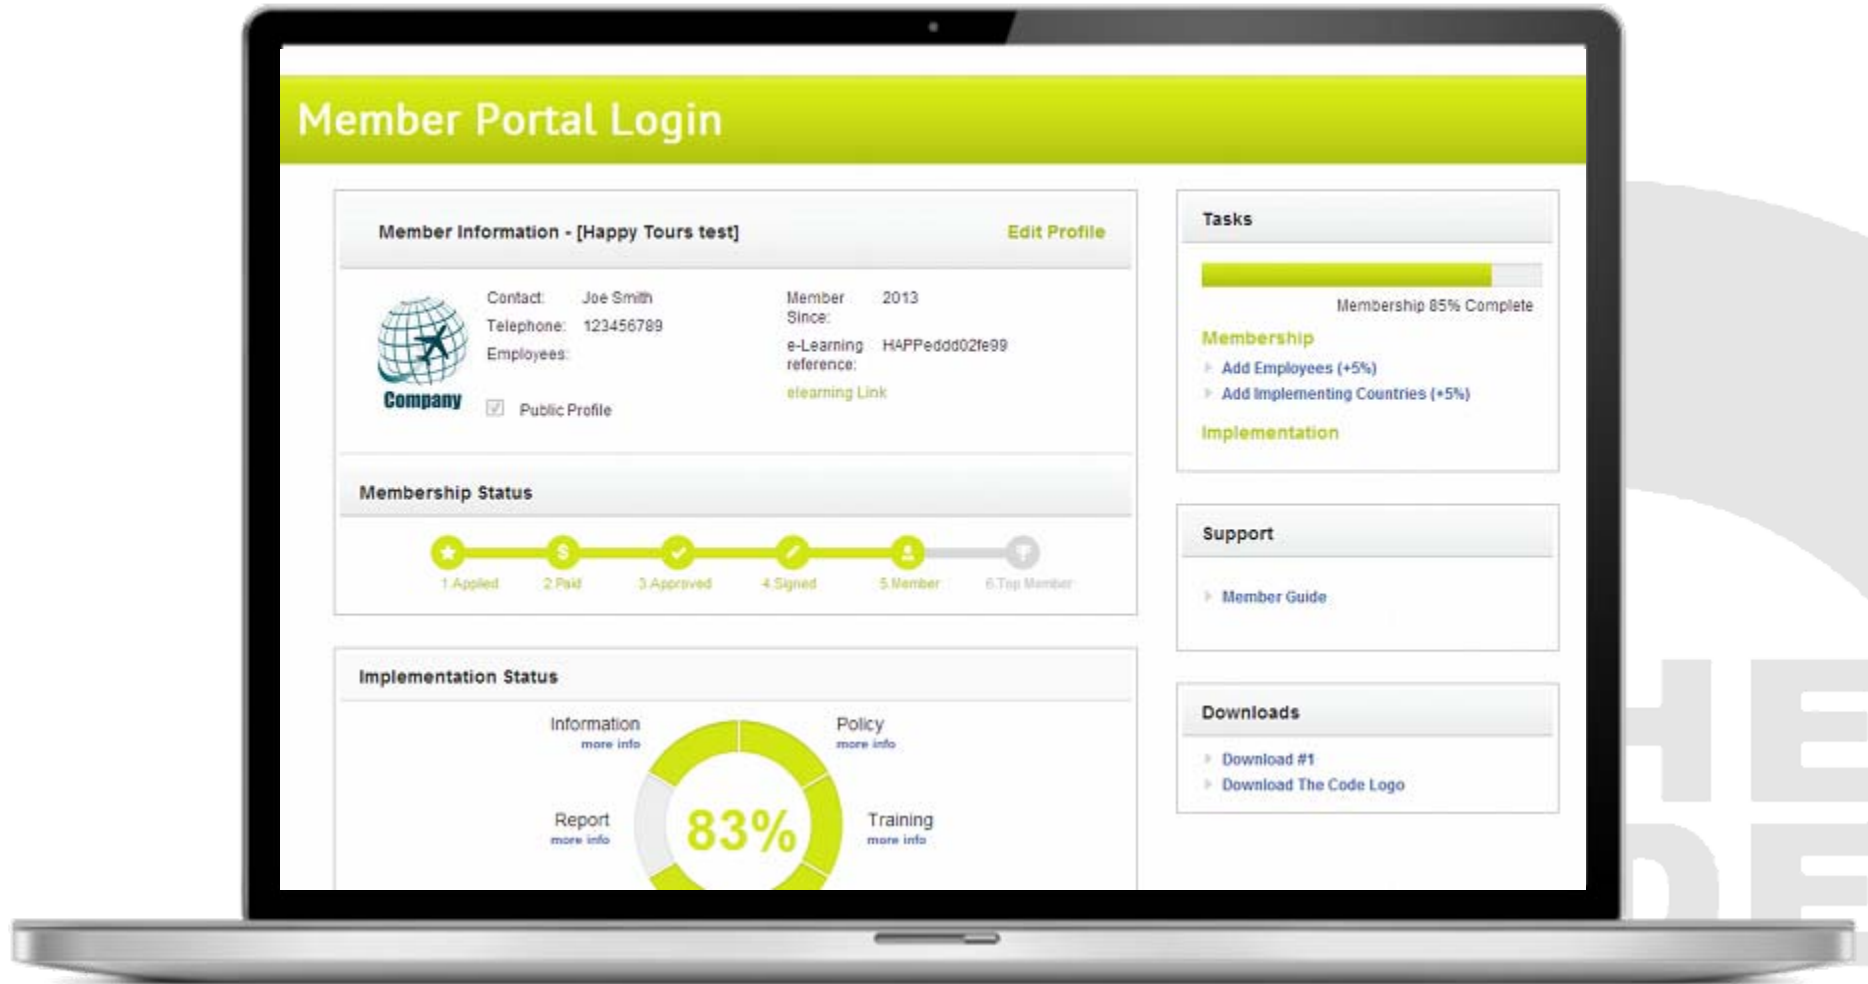 Member Portal Login
Member Information - [Happy Tours test]
Edit Profile
Contact: Joe Smith
Telephone: 123456789
Employees:
Company
Public Profile
Member Since: 2013
e-Learning reference: HAPPeddd02fe99
elearning Link
Membership Status
1.Applied
2.Paid
3.Approved
4.Signed
5.Member
6.Top Member
Implementation Status
Information
more info
Policy
more info
Report
more info
83%
Training
more info
Tasks
Membership 85% Complete
Membership
Add Employees (+5%)
Add Implementing Countries (+5%)
Implementation
Support
Member Guide
Downloads
Download #1
Download The Code Logo
HE
DE